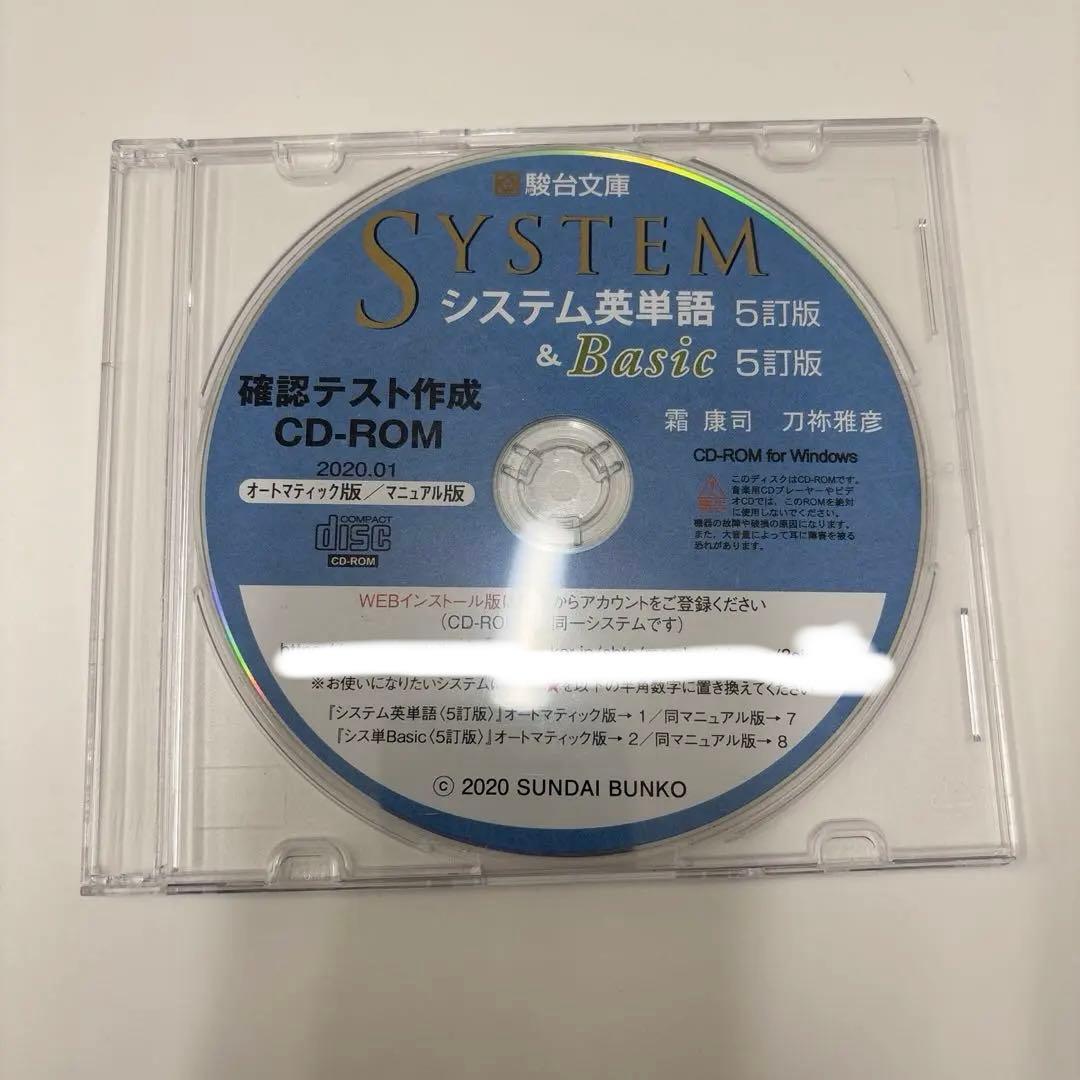 駿台文庫
SYSTEM
システム英単語 5訂版
& Basic 5訂版
確認テスト作成
CD-ROM
2020.01
オートマティック版／マニュアル版
COMPACT
disc
CD-ROM
霜 康司 刀祢雅彦
CD-ROM for Windows
このディスクはCD-ROMです。
音楽用CDプレーヤーやビデ
オCDでは、このROMを絶対
に使用しないでください。
機器の故障や破損の原因になります。
また、大音量によって耳に障害を被る
恐れがあります。
WEBインストール版 からアカウントをご登録ください
(CD-RO 同一システムです)
※お使いになりたいシステム を以下の半角数字に置き換えてください
『システム英単語〈5訂版〉』オートマティック版→ 1／同マニュアル版→ 7
『シス単Basic〈5訂版〉』オートマティック版→ 2／同マニュアル版→ 8
© 2020 SUNDAI BUNKO